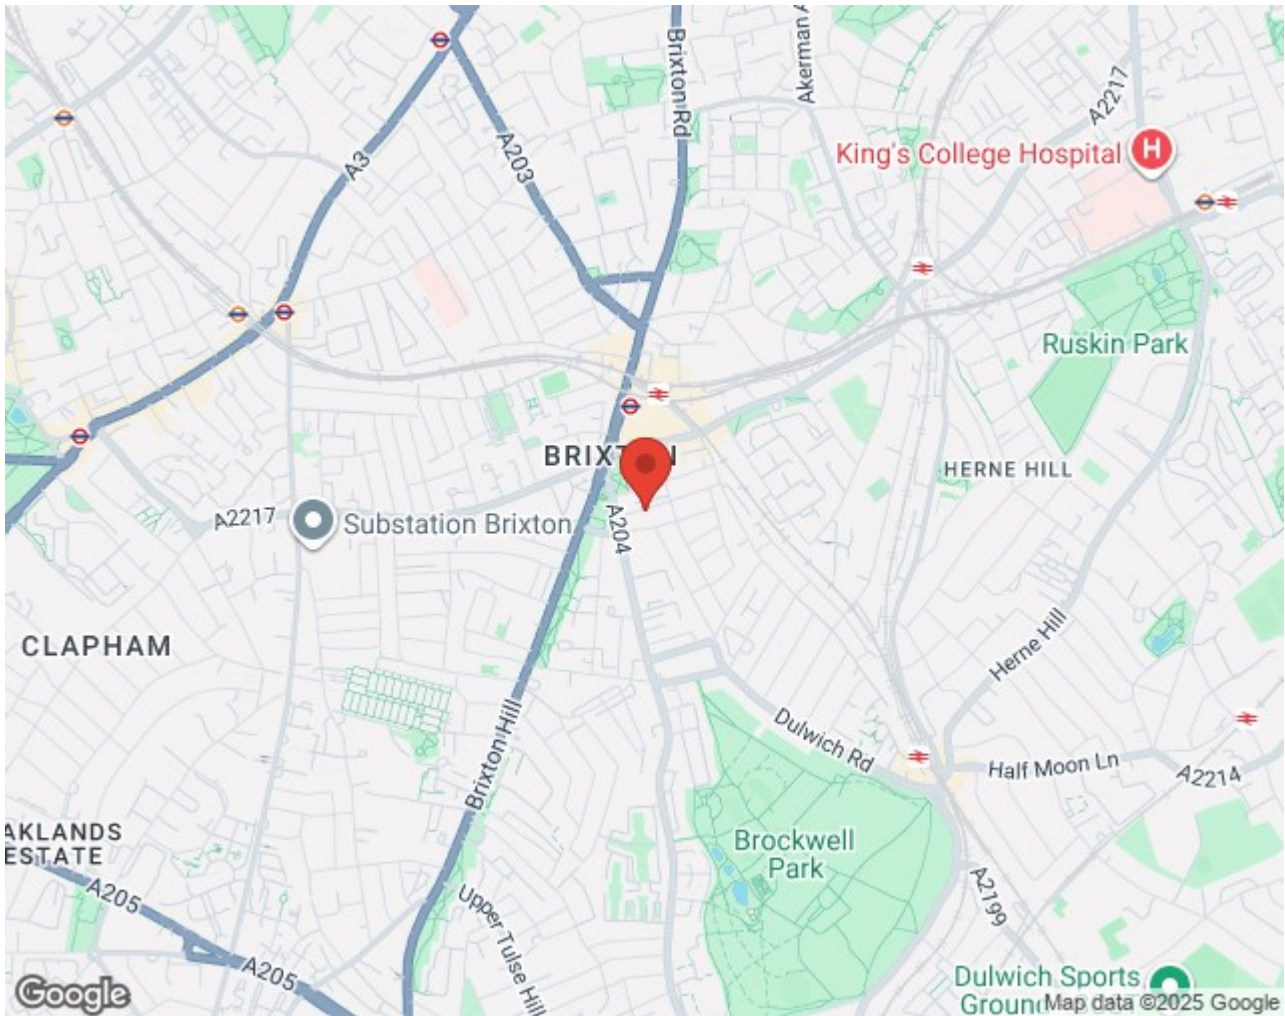 Brixton Rd
Akerman A
A2217
A203
A3
King's College Hospital
H
Ruskin Park
BRIX
N
HERNE HILL
A2217
Substation Brixton
A204
CLAPHAM
Herne Hill
Brixton Hill
Dulwich Rd
Half Moon Ln
A2214
AKLANDS
ESTATE
Brockwell
Park
A205
Upper Tulse Hill
A2199
A205
Dulwich Sports
Groun
Google
Map data ©2025 Google